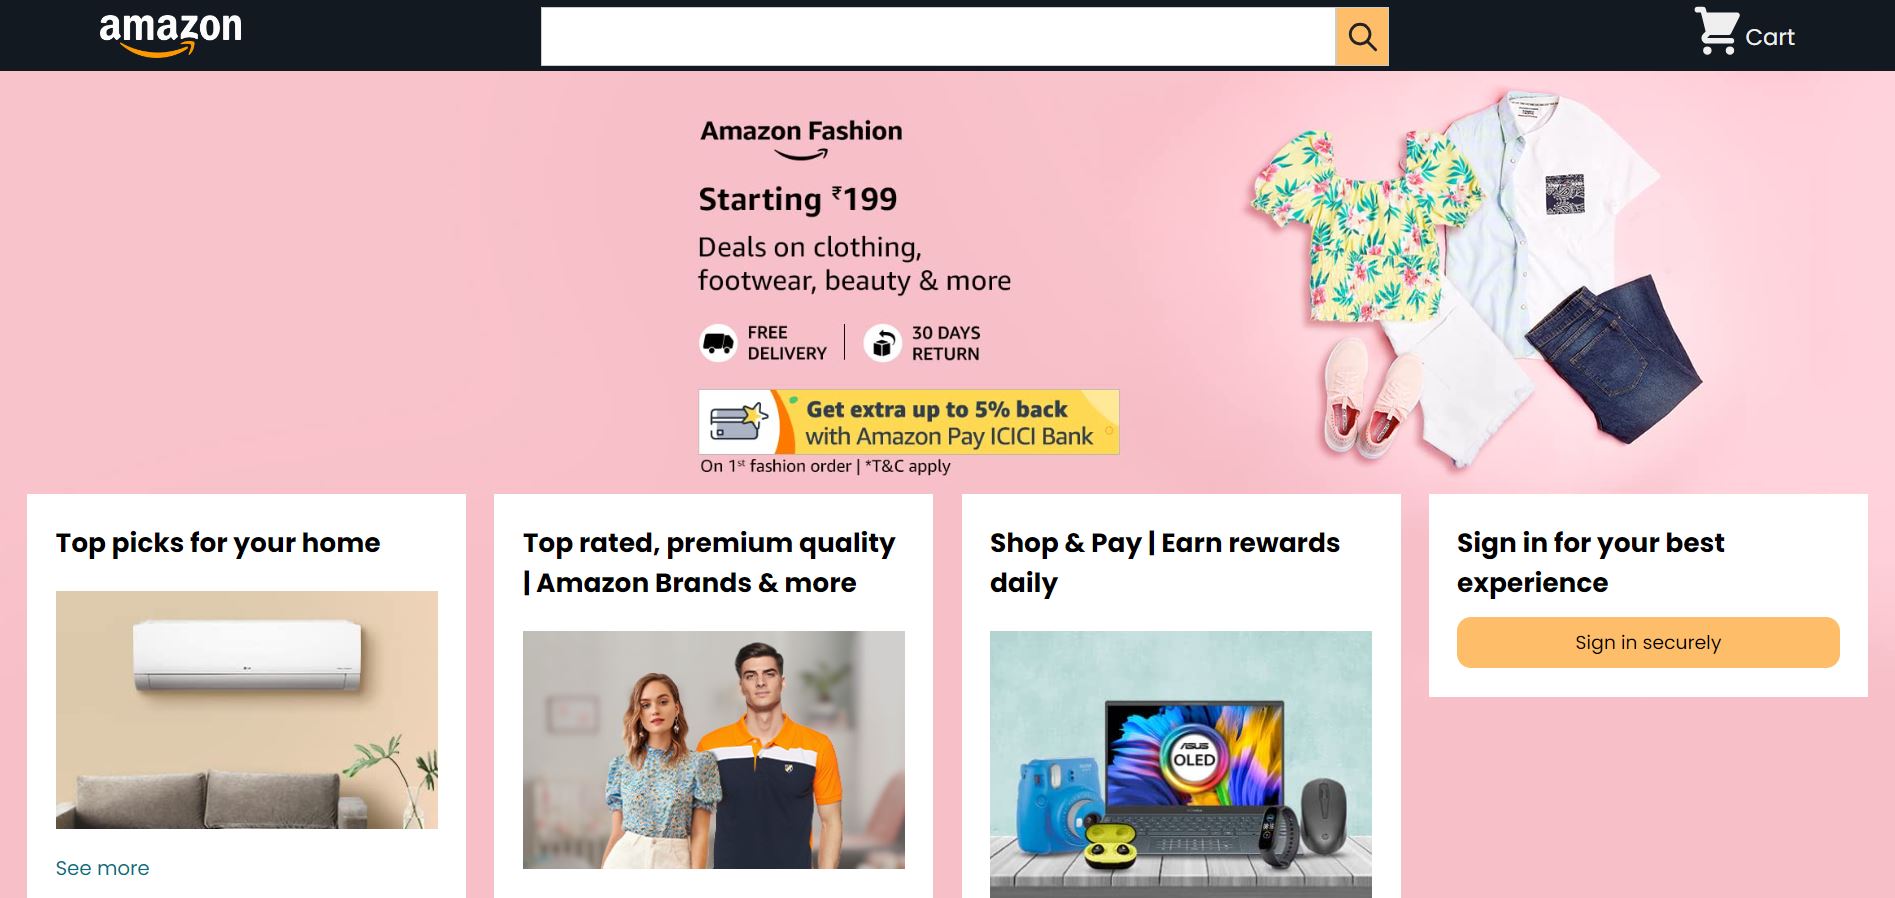 amazon
Cart
Amazon Fashion
Starting ₹199
Deals on clothing,
footwear, beauty & more
FREE
DELIVERY
30 DAYS
RETURN
Get extra up to 5% back
with Amazon Pay ICICI Bank
On 1st fashion order | *T&C apply
Top picks for your home
See more
Top rated, premium quality
| Amazon Brands & more
Shop & Pay | Earn rewards
daily
ASUS
OLED
Sign in for your best
experience
Sign in securely